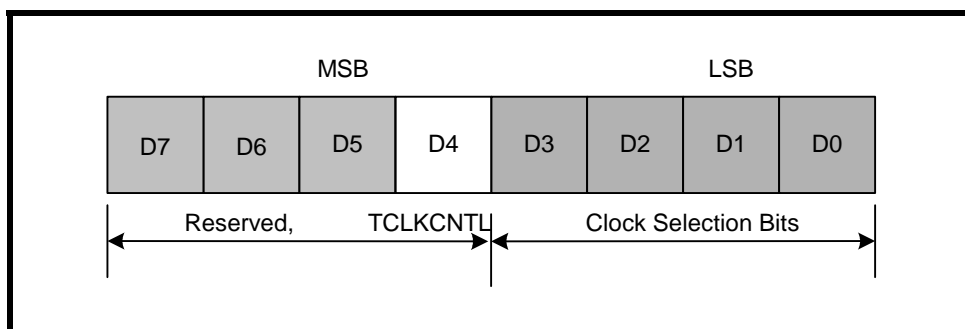 MSB LSB
D7 D6 D5 D4 D3 D2 D1 D0
Reserved, TCLKCNTL Clock Selection Bits